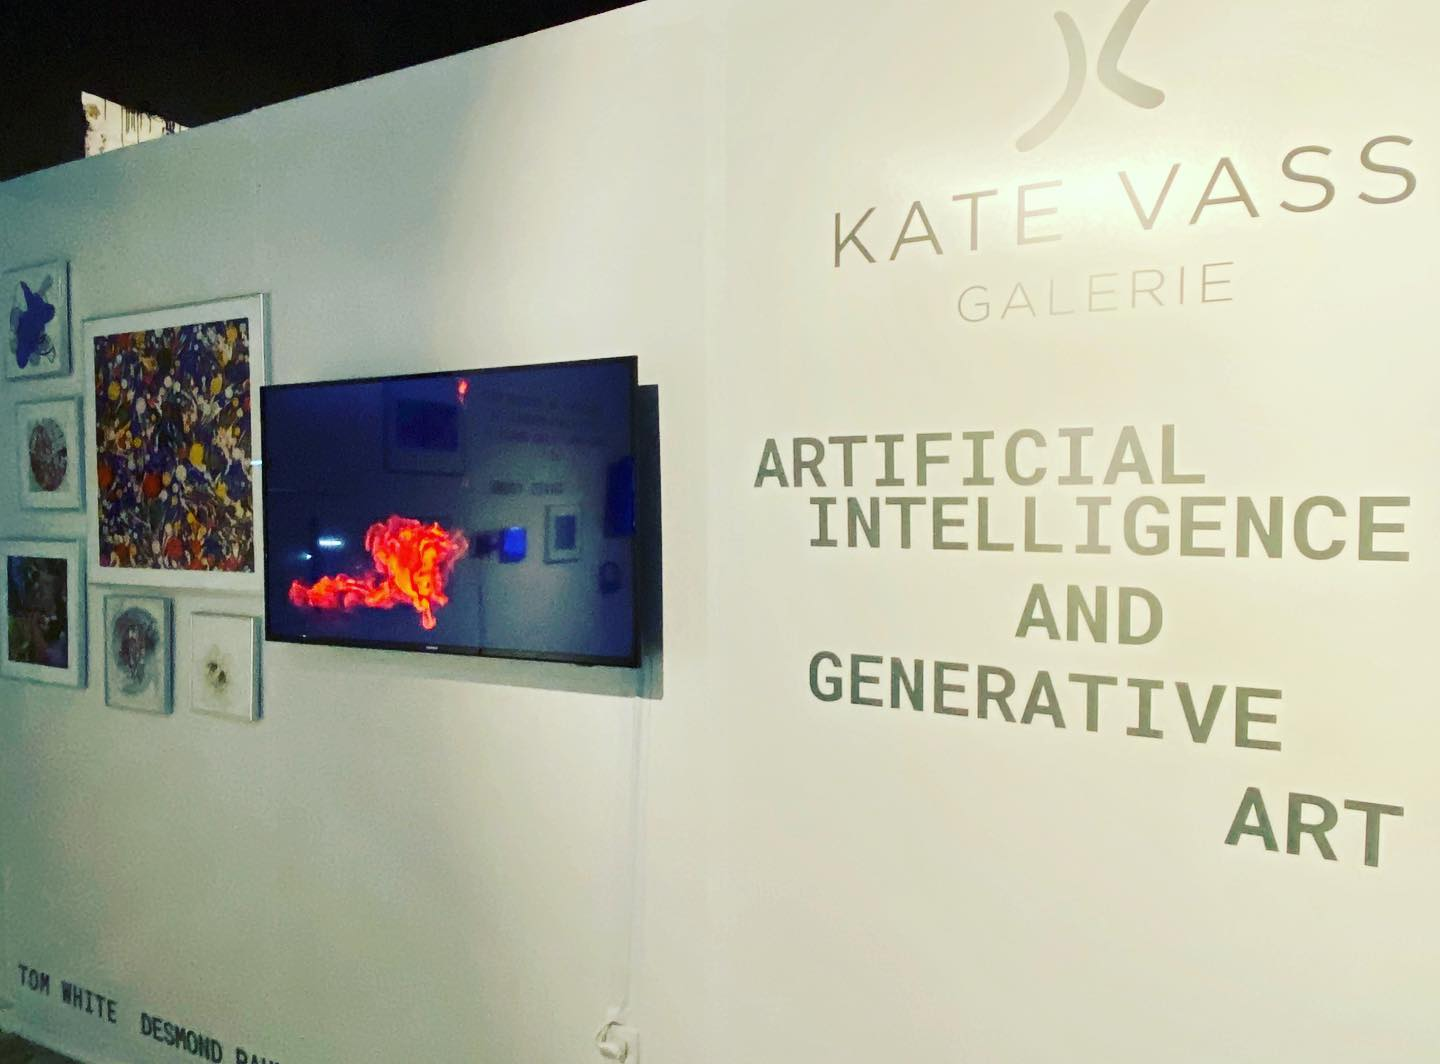 KATE VASS
GALERIE
ARTIFICIAL
INTELLIGENCE
AND
GENERATIVE
ART
TOM WHITE DESMOND